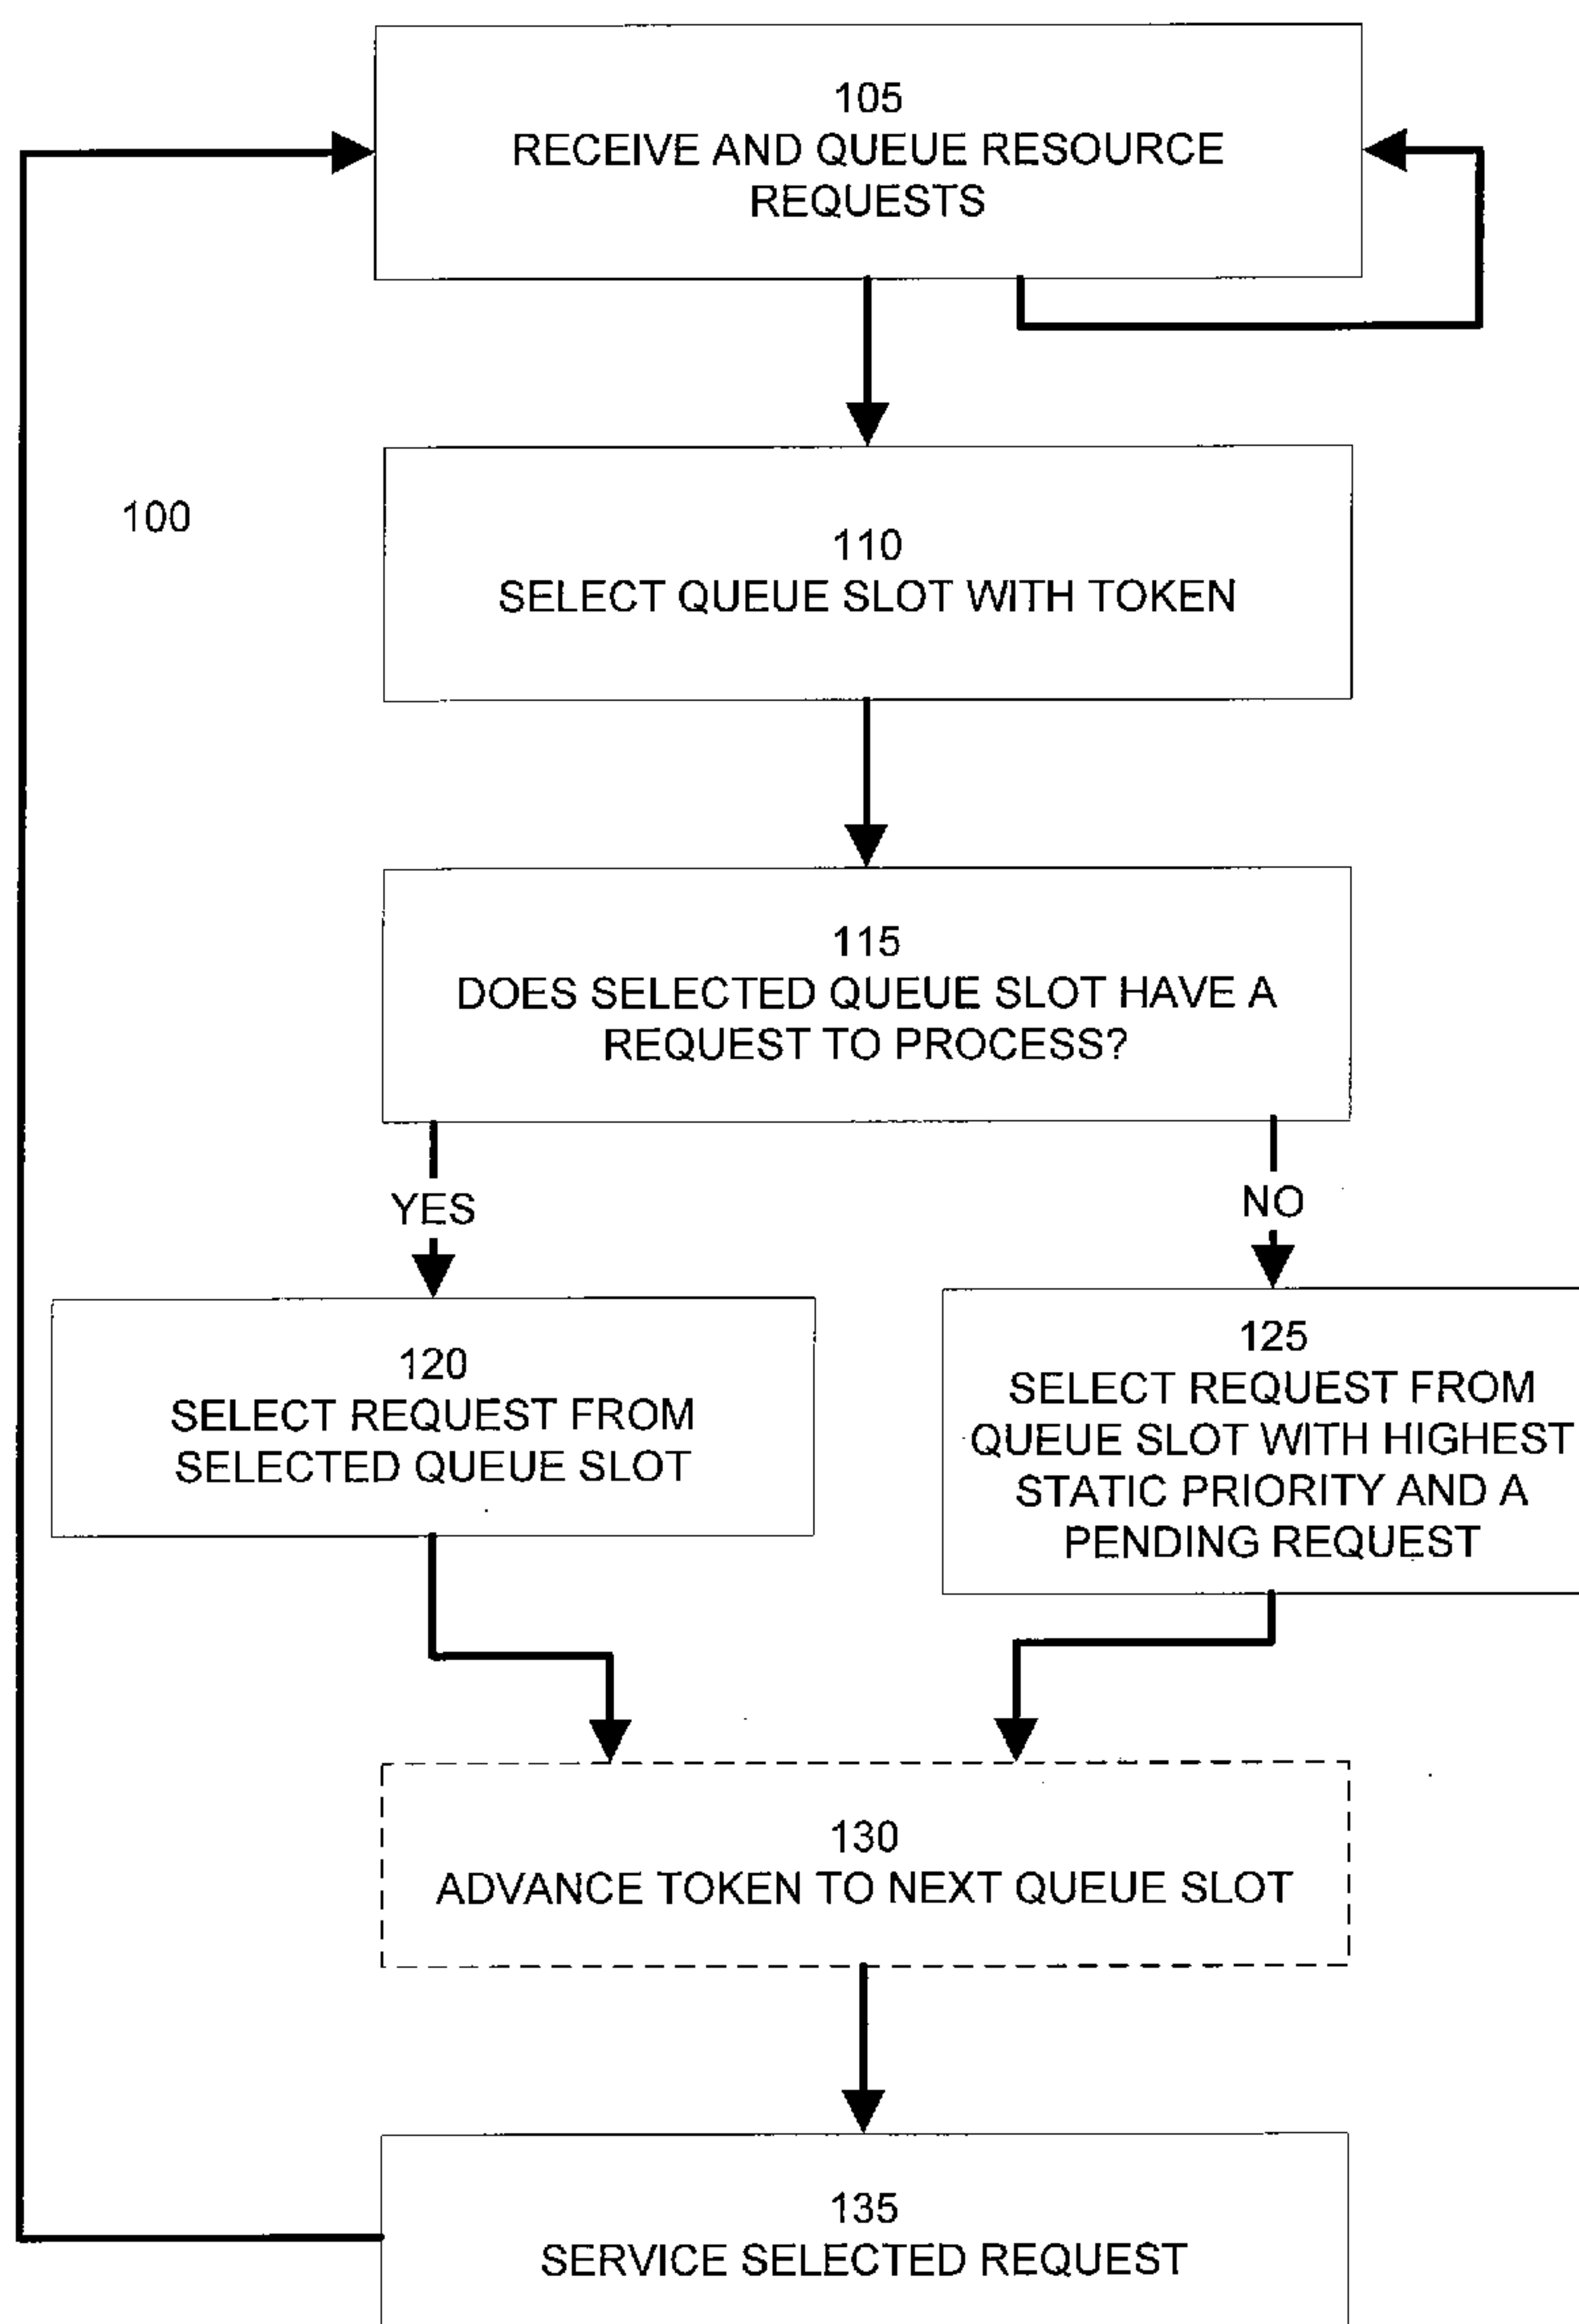 105
RECEIVE AND QUEUE RESOURCE
REQUESTS
100
110
SELECT QUEUE SLOT WITH TOKEN
115
DOES SELECTED QUEUE SLOT HAVE A
REQUEST TO PROCESS?
YES
NO
120
SELECT REQUEST FROM
SELECTED QUEUE SLOT
125
SELECT REQUEST FROM
QUEUE SLOT WITH HIGHEST
STATIC PRIORITY AND A
PENDING REQUEST
130
ADVANCE TOKEN TO NEXT QUEUE SLOT
135
SERVICE SELECTED REQUEST